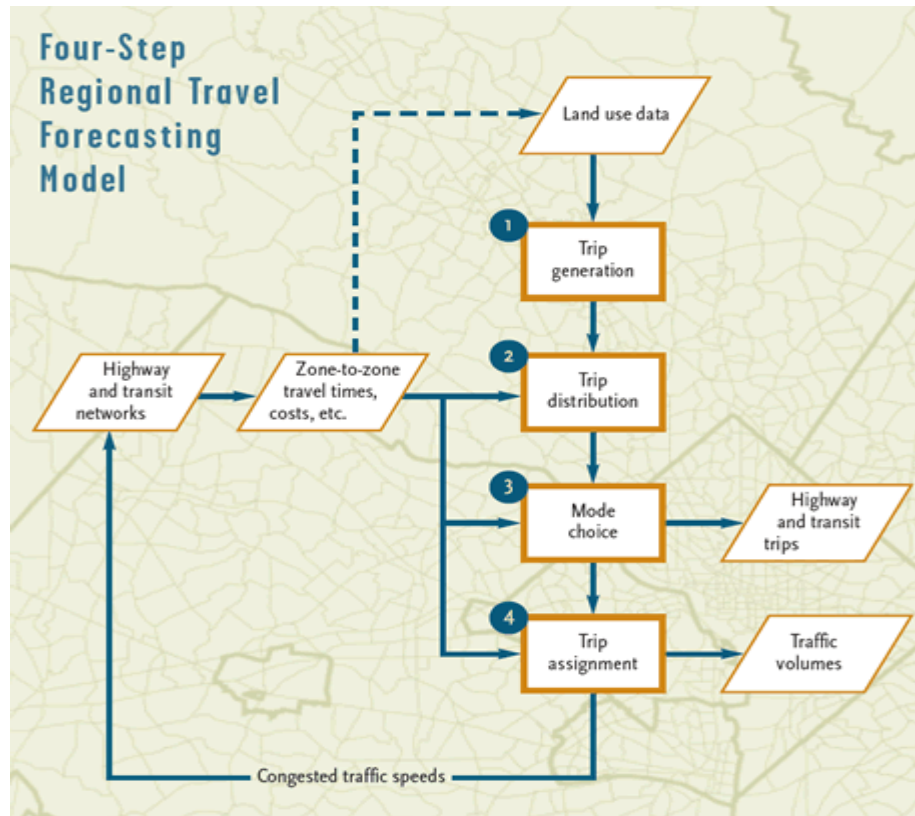 Four-Step
Regional Travel
Forecasting
Model
Land use data
1
Trip
generation
2
Trip
distribution
Highway
and transit
networks
Zone-to-zone
travel times,
costs, etc.
3
Mode
choice
Highway
and transit
trips
4
Trip
assignment
Traffic
volumes
Congested traffic speeds